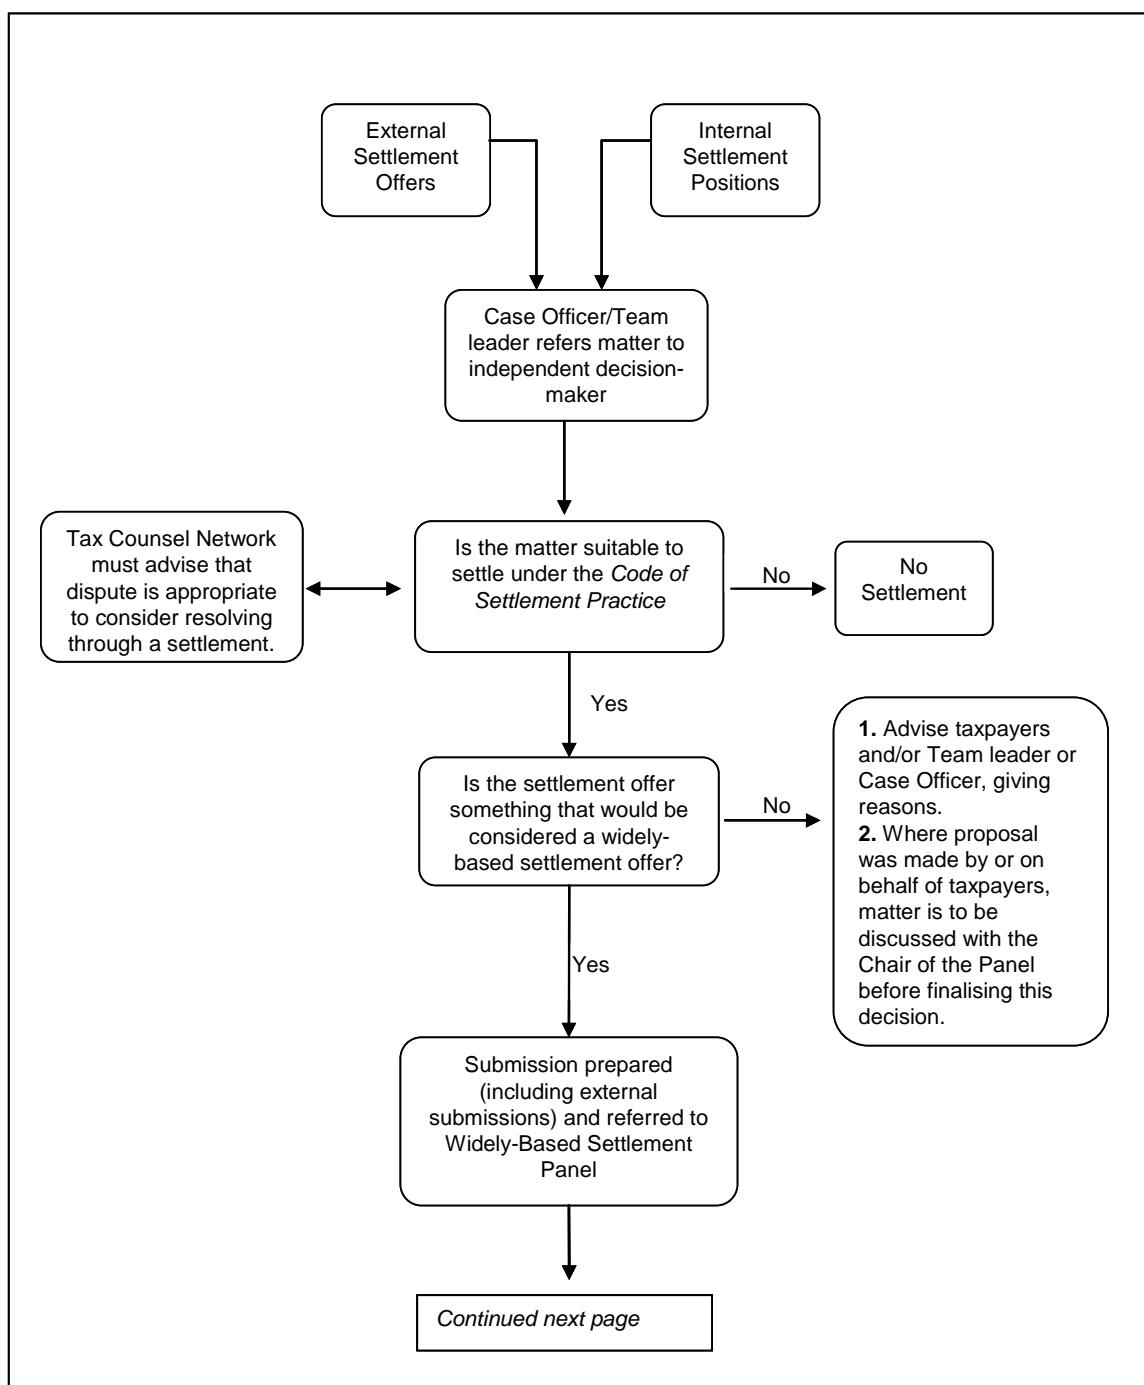 External
Settlement
Offers
Internal
Settlement
Positions
Case Officer/Team
leader refers matter to
independent decision-
maker
Tax Counsel Network
must advise that
dispute is appropriate
to consider resolving
through a settlement.
Is the matter suitable to
settle under the Code of
Settlement Practice
No
No
Settlement
Yes
Is the settlement offer
something that would be
considered a widely-
based settlement offer?
No
1. Advise taxpayers
and/or Team leader or
Case Officer, giving
reasons.
2. Where proposal
was made by or on
behalf of taxpayers,
matter is to be
discussed with the
Chair of the Panel
before finalising this
decision.
Yes
Submission prepared
(including external
submissions) and referred to
Widely-Based Settlement
Panel
Continued next page